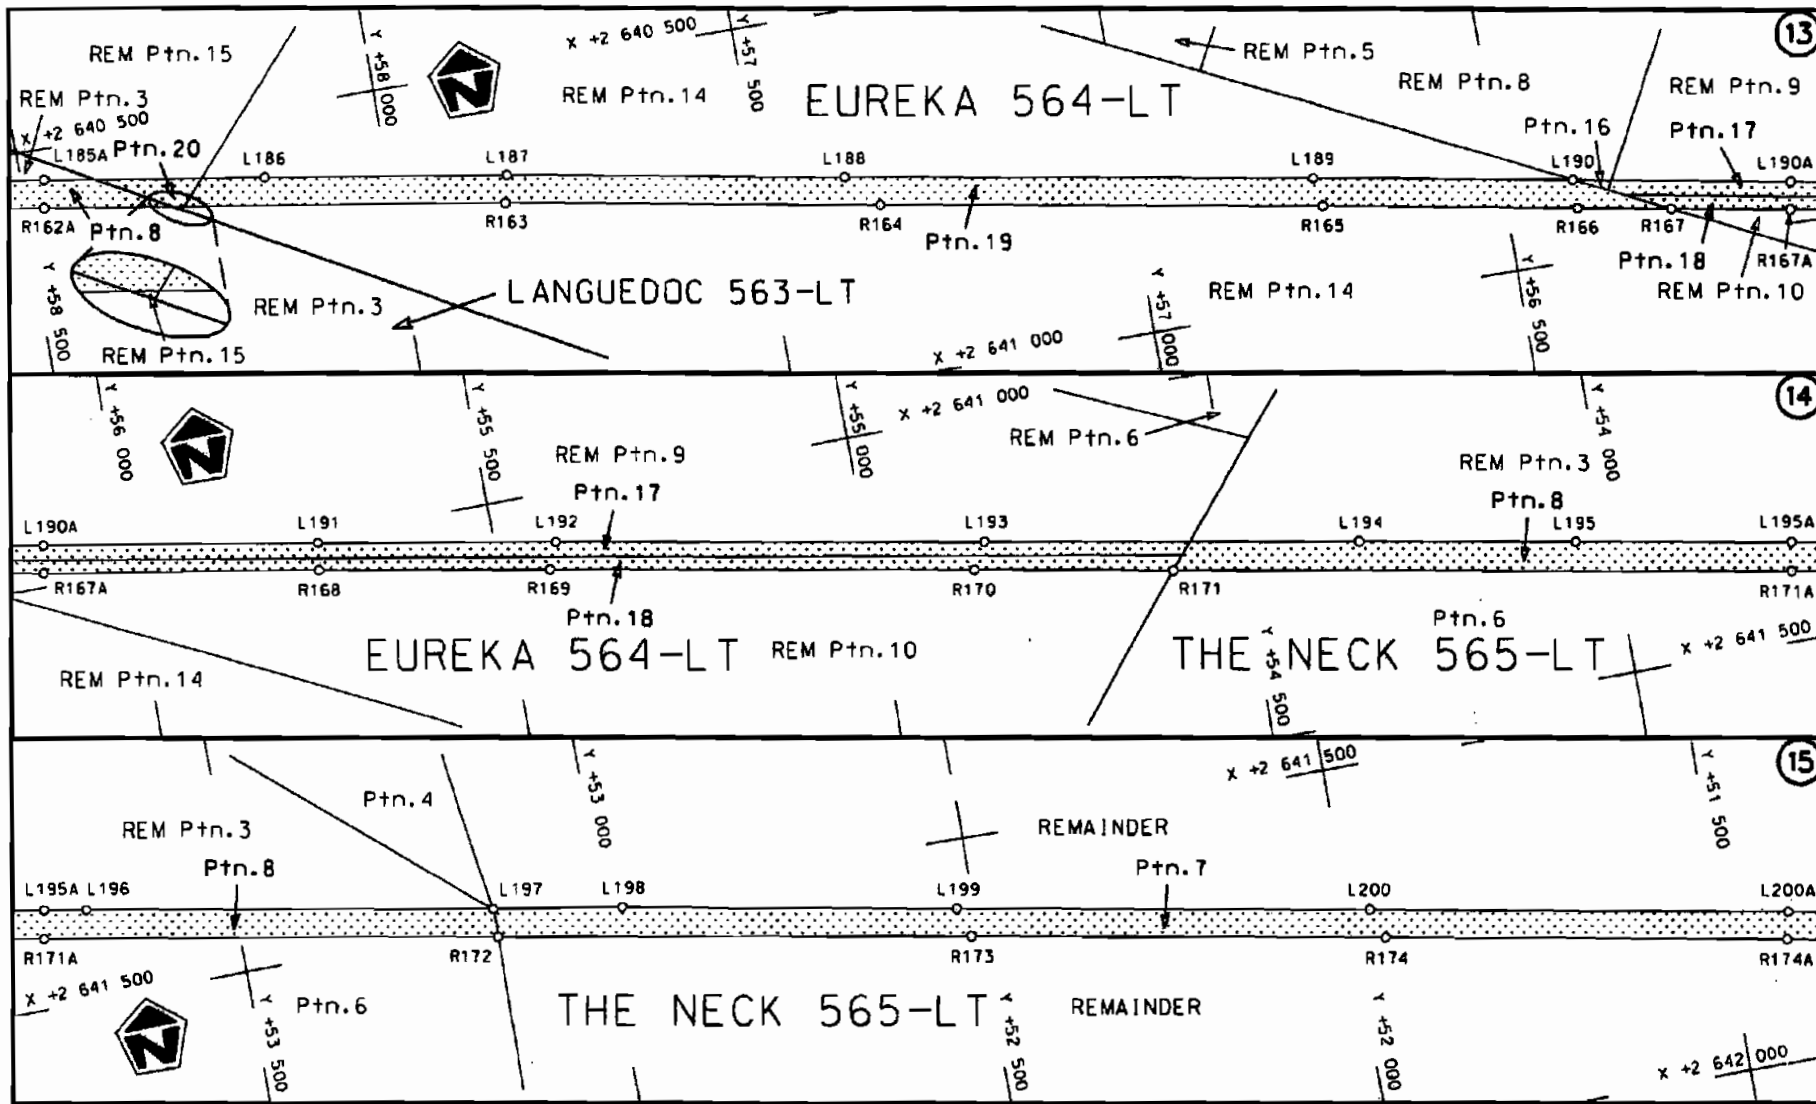 13
REM Ptn.15
Y +58 000
X +2 640 500
Y +57 500
REM Ptn.5
REM Ptn.8
REM Ptn.9
REM Ptn.3
REM Ptn.14
EUREKA 564-LT
X +2 640 500
Ptn.16
Ptn.17
L185A
Ptn.20
L186
L187
L188
L189
L190
L190A
R162A
Ptn.8
R163
R164
Ptn.19
R165
R166
R167
Ptn.18
R167A
Y +58 500
REM Ptn.3
LANGUEDOC 563-LT
REM Ptn.14
REM Ptn.10
REM Ptn.15
X +2 641 000
Y +57 000
Y +56 500
N
14
Y +56 000
Y +55 500
Y +55 000
X +2 641 000
REM Ptn.6
Y +54 000
N
REM Ptn.9
REM Ptn.3
Ptn.17
Ptn.8
L190A
L191
L192
L193
L194
L195
L195A
R167A
R168
R169
R170
R171
R171A
Ptn.18
Ptn.6
EUREKA 564-LT
REM Ptn.10
THE NECK 565-LT
X +2 641 500
REM Ptn.14
Y +54 500
15
Y +53 000
X +2 641 500
Y +51 500
Ptn.4
REM Ptn.3
REMAINDER
Ptn.8
Ptn.7
L195A
L196
L197
L198
L199
L200
L200A
R171A
R172
R173
R174
R174A
X +2 641 500
Y +53 500
Ptn.6
THE NECK 565-LT
Y +52 500
REMAINDER
Y +52 000
X +2 642 000
N